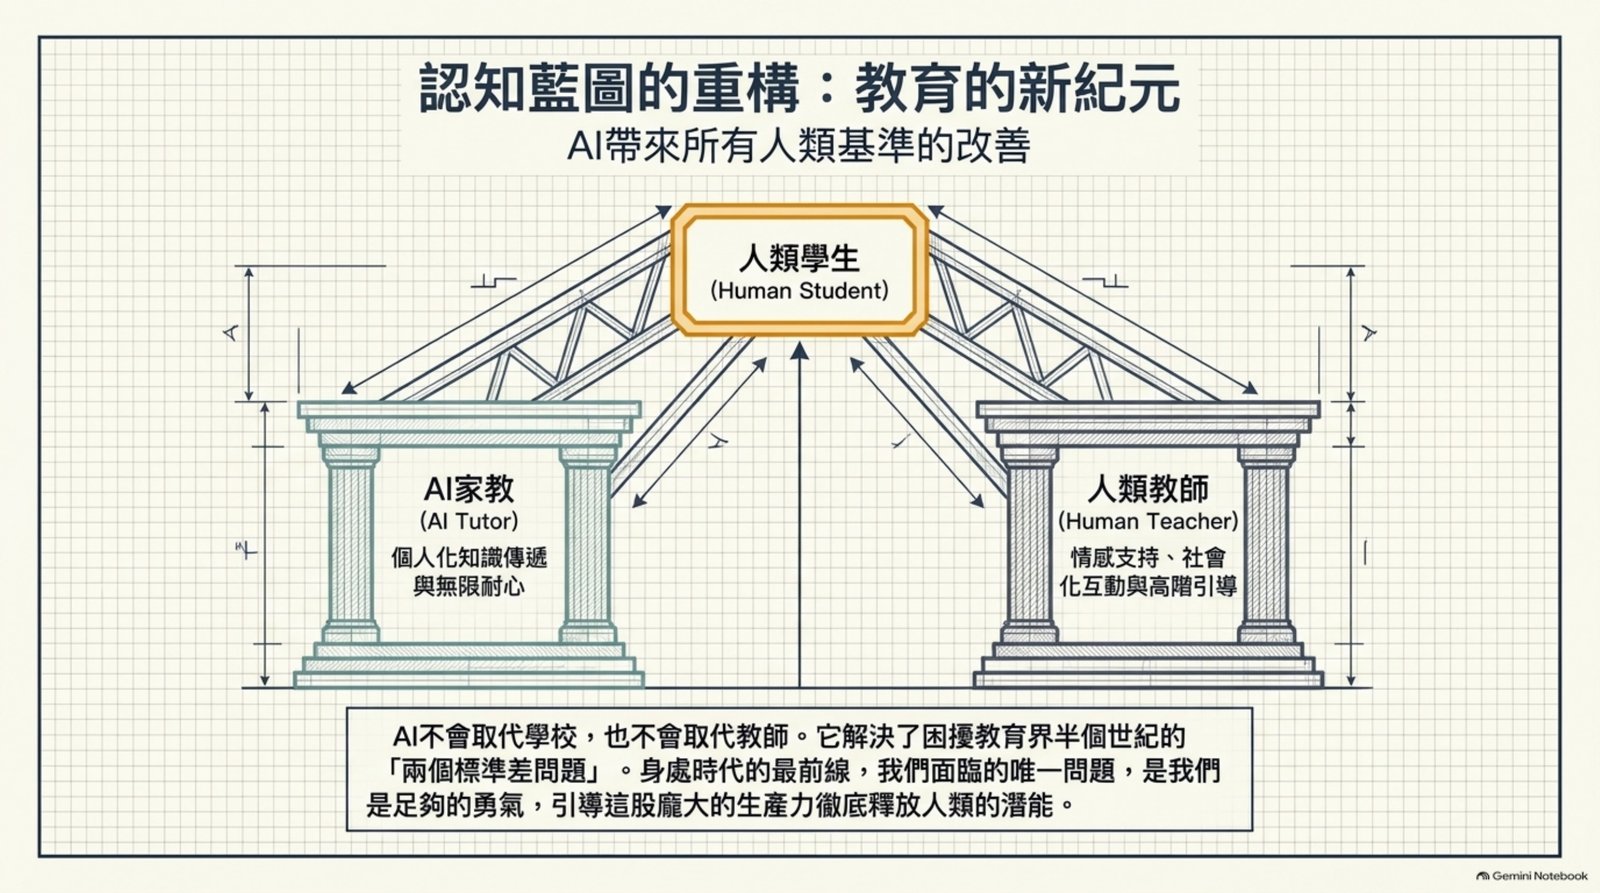 認知藍圖的重構：教育的新紀元
AI帶來所有人類基準的改善
人類學生
(Human Student)
AI家教
(AI Tutor)
個人化知識傳遞
與無限耐心
人類教師
(Human Teacher)
情感支持、社會
化互動與高階引導
AI不會取代學校，也不會取代教師。它解決了困擾教育界半個世紀的
「兩個標準差問題」。身處時代的最前線，我們面臨的唯一問題，是我們
是足夠的勇氣，引導這股龐大的生產力徹底釋放人類的潛能。
Gemini Notebook